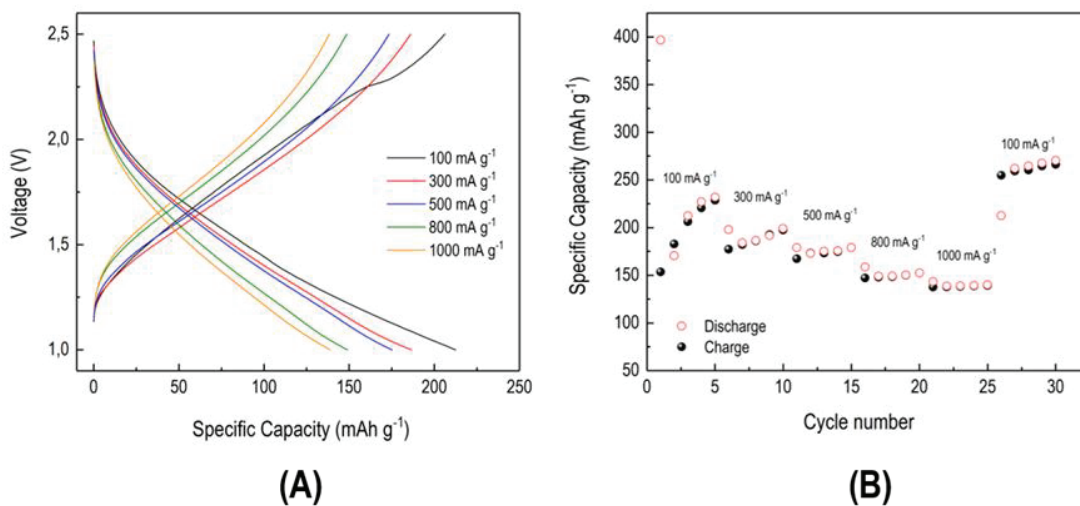 2,5
2,0
1,5
1,0
Voltage (V)
0
50
100
150
200
250
Specific Capacity (mAh g⁻¹)
100 mA g⁻¹
300 mA g⁻¹
500 mA g⁻¹
800 mA g⁻¹
1000 mA g⁻¹
(A)
400
350
300
250
200
150
100
50
Specific Capacity (mAh g⁻¹)
100 mA g⁻¹
300 mA g⁻¹
500 mA g⁻¹
800 mA g⁻¹
1000 mA g⁻¹
100 mA g⁻¹
Discharge
Charge
0
5
10
15
20
25
30
Cycle number
(B)